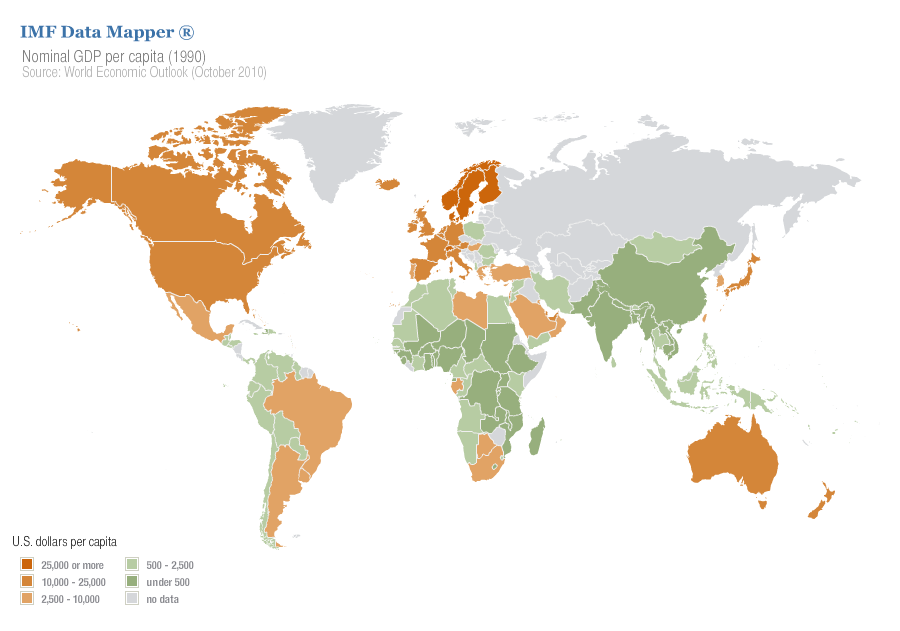 IMF Data Mapper ®
Nominal GDP per capita (1990)
Source: World Economic Outlook (October 2010)
U.S. dollars per capita
25,000 or more
10,000 - 25,000
2,500 - 10,000
500 - 2,500
under 500
no data